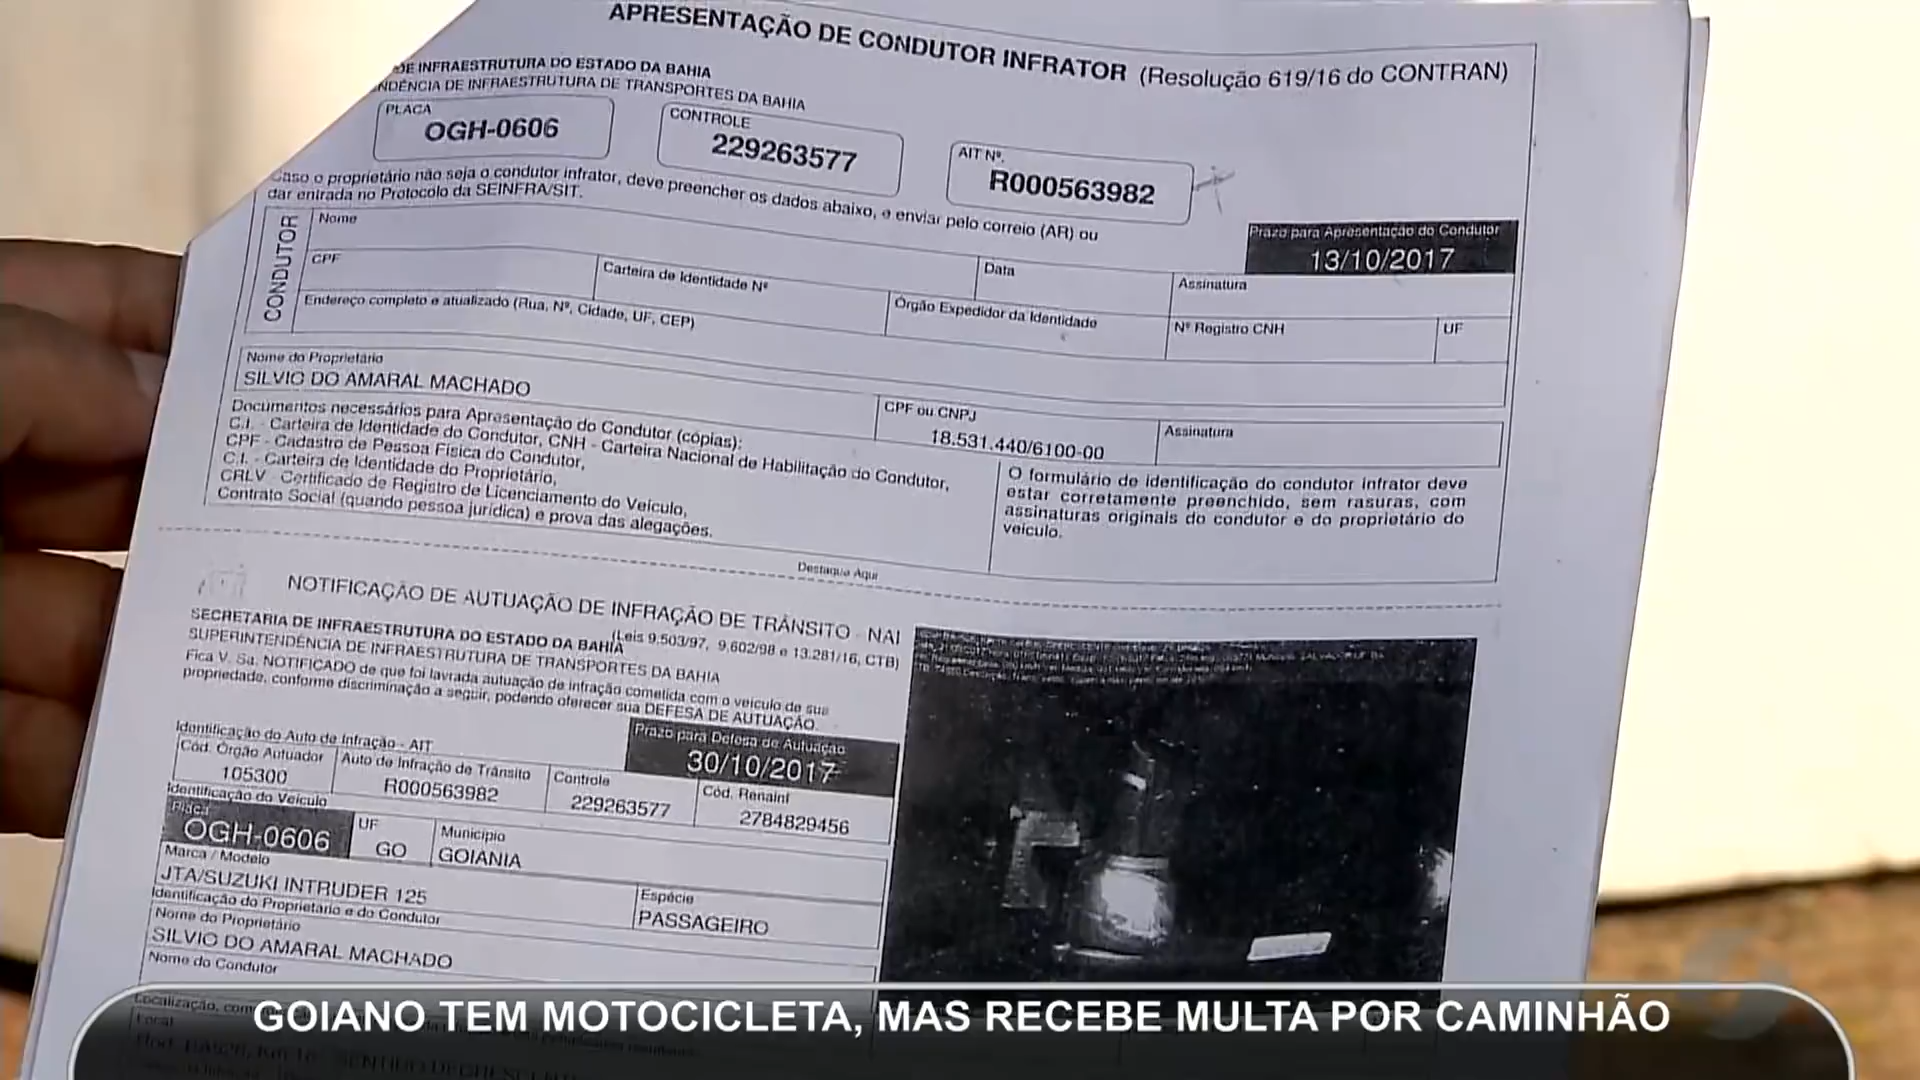 APRESENTAÇÃO DE CONDUTOR INFRATOR (Resolução 619/16 do CONTRAN)
DE INFRAESTRUTURA DO ESTADO DA BAHIA
NDÊNCIA DE INFRAESTRUTURA DE TRANSPORTES DA BAHIA
PLACA
OGH-0606
CONTROLE
229263577
AIT Nº.
R000563982
Caso o proprietário não seja o condutor infrator, deve preencher os dados abaixo, e enviar pelo correio (AR) ou
dar entrada no Protocolo da SEINFRA/SIT.
Prazo para Apresentação do Condutor
13/10/2017
CONDUTOR
Nome
CPF
Carteira de Identidade Nº
Data
Assinatura
Endereço completo e atualizado (Rua, Nº, Cidade, UF, CEP)
Órgão Expedidor da Identidade
Nº Registro CNH
UF
Nome do Proprietário
SILVIO DO AMARAL MACHADO
CPF ou CNPJ
18.531.440/6100-00
Assinatura
Documentos necessários para Apresentação do Condutor (cópias):
C.I. - Carteira de Identidade do Condutor, CNH - Carteira Nacional de Habilitação do Condutor,
CPF - Cadastro de Pessoa Física do Condutor,
C.I. - Carteira de Identidade do Proprietário,
CRLV - Certificado de Registro de Licenciamento do Veículo,
Contrato Social (quando pessoa jurídica) e prova das alegações.
O formulário de identificação do condutor infrator deve
estar corretamente preenchido, sem rasuras, com
assinaturas originais do condutor e do proprietário do
veículo.
Destaque Aqui
NOTIFICAÇÃO DE AUTUAÇÃO DE INFRAÇÃO DE TRÂNSITO - NAI
(Leis 9.503/97, 9.602/98 e 13.281/16, CTB)
SECRETARIA DE INFRAESTRUTURA DO ESTADO DA BAHIA
SUPERINTENDÊNCIA DE INFRAESTRUTURA DE TRANSPORTES DA BAHIA
Fica V. Sa. NOTIFICADO de que foi lavrada autuação de infração cometida com o veículo de sua
propriedade, conforme discriminação a seguir, podendo oferecer sua DEFESA DE AUTUAÇÃO.
Prazo para Defesa de Autuação
30/10/2017
Identificação do Auto de Infração - AIT
Cód. Órgão Autuador
105300
Auto de Infração de Trânsito
R000563982
Controle
229263577
Cód. Renainf
2784829456
Identificação do Veículo
Placa
OGH-0606
UF
GO
Município
GOIANIA
Marca / Modelo
JTA/SUZUKI INTRUDER 125
Espécie
PASSAGEIRO
Identificação do Proprietário e do Condutor
Nome do Proprietário
SILVIO DO AMARAL MACHADO
Nome do Condutor
Localização, com
Local
GOIANO TEM MOTOCICLETA, MAS RECEBE MULTA POR CAMINHÃO